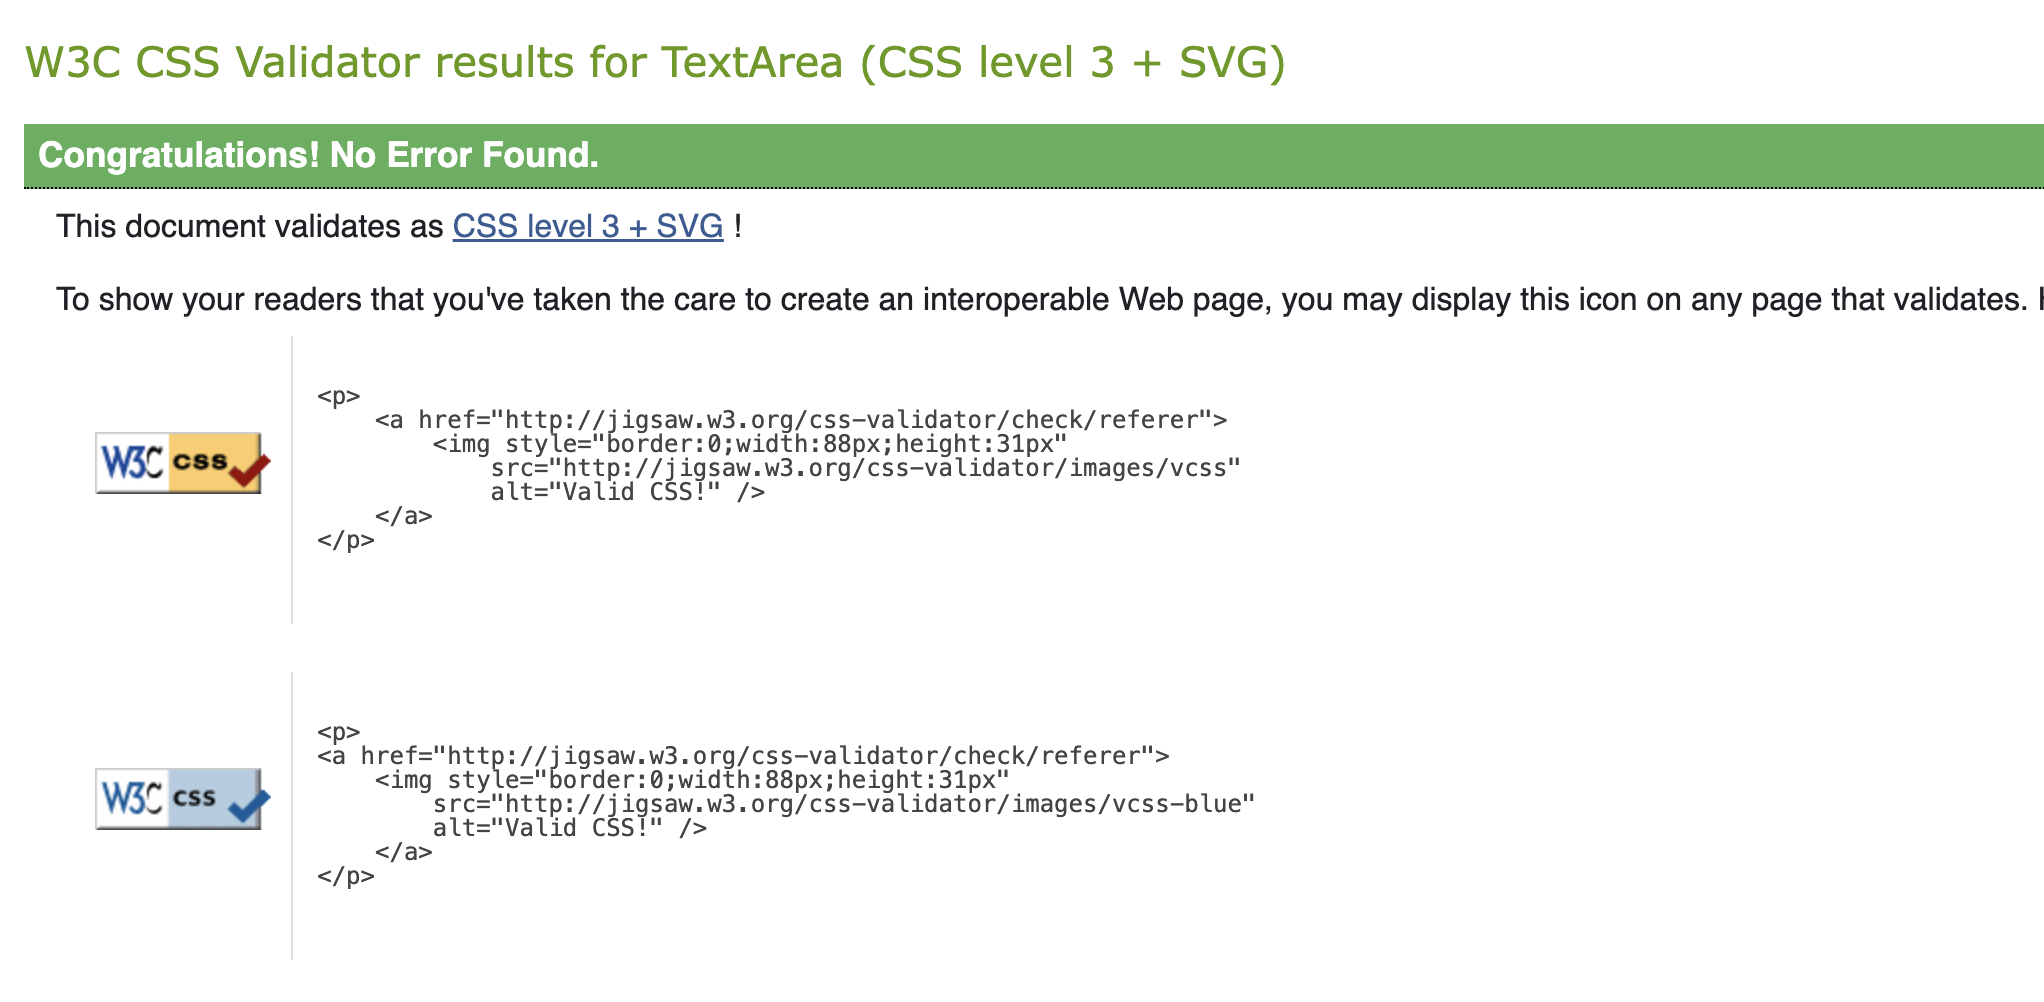 W3C CSS Validator results for TextArea (CSS level 3 + SVG)
Congratulations! No Error Found.
This document validates as CSS level 3 + SVG !
To show your readers that you've taken the care to create an interoperable Web page, you may display this icon on any page that validates.
W3C css
<p>
    <a href="http://jigsaw.w3.org/css-validator/check/referer">
        <img style="border:0;width:88px;height:31px"
            src="http://jigsaw.w3.org/css-validator/images/vcss"
            alt="Valid CSS!" />
    </a>
</p>
W3C css
<p>
<a href="http://jigsaw.w3.org/css-validator/check/referer">
    <img style="border:0;width:88px;height:31px"
        src="http://jigsaw.w3.org/css-validator/images/vcss-blue"
        alt="Valid CSS!" />
    </a>
</p>